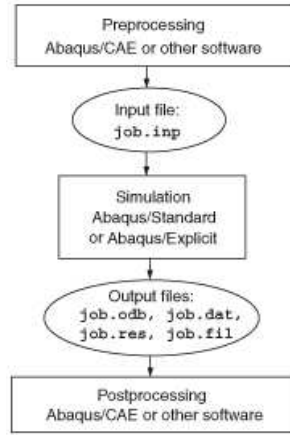 Preprocessing
Abaqus/CAE or other software
Input file:
job.inp
Simulation
Abaqus/Standard
or Abaqus/Explicit
Output files:
job.odb, job.dat,
job.res, job.fil
Postprocessing
Abaqus/CAE or other software